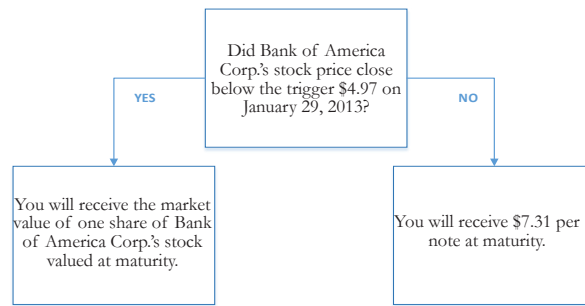 Did Bank of America
Corp.'s stock price close
below the trigger $4.97 on
January 29, 2013?
YES
NO
You will receive the market
value of one share of Bank
of America Corp.'s stock
valued at maturity.
You will receive $7.31 per
note at maturity.